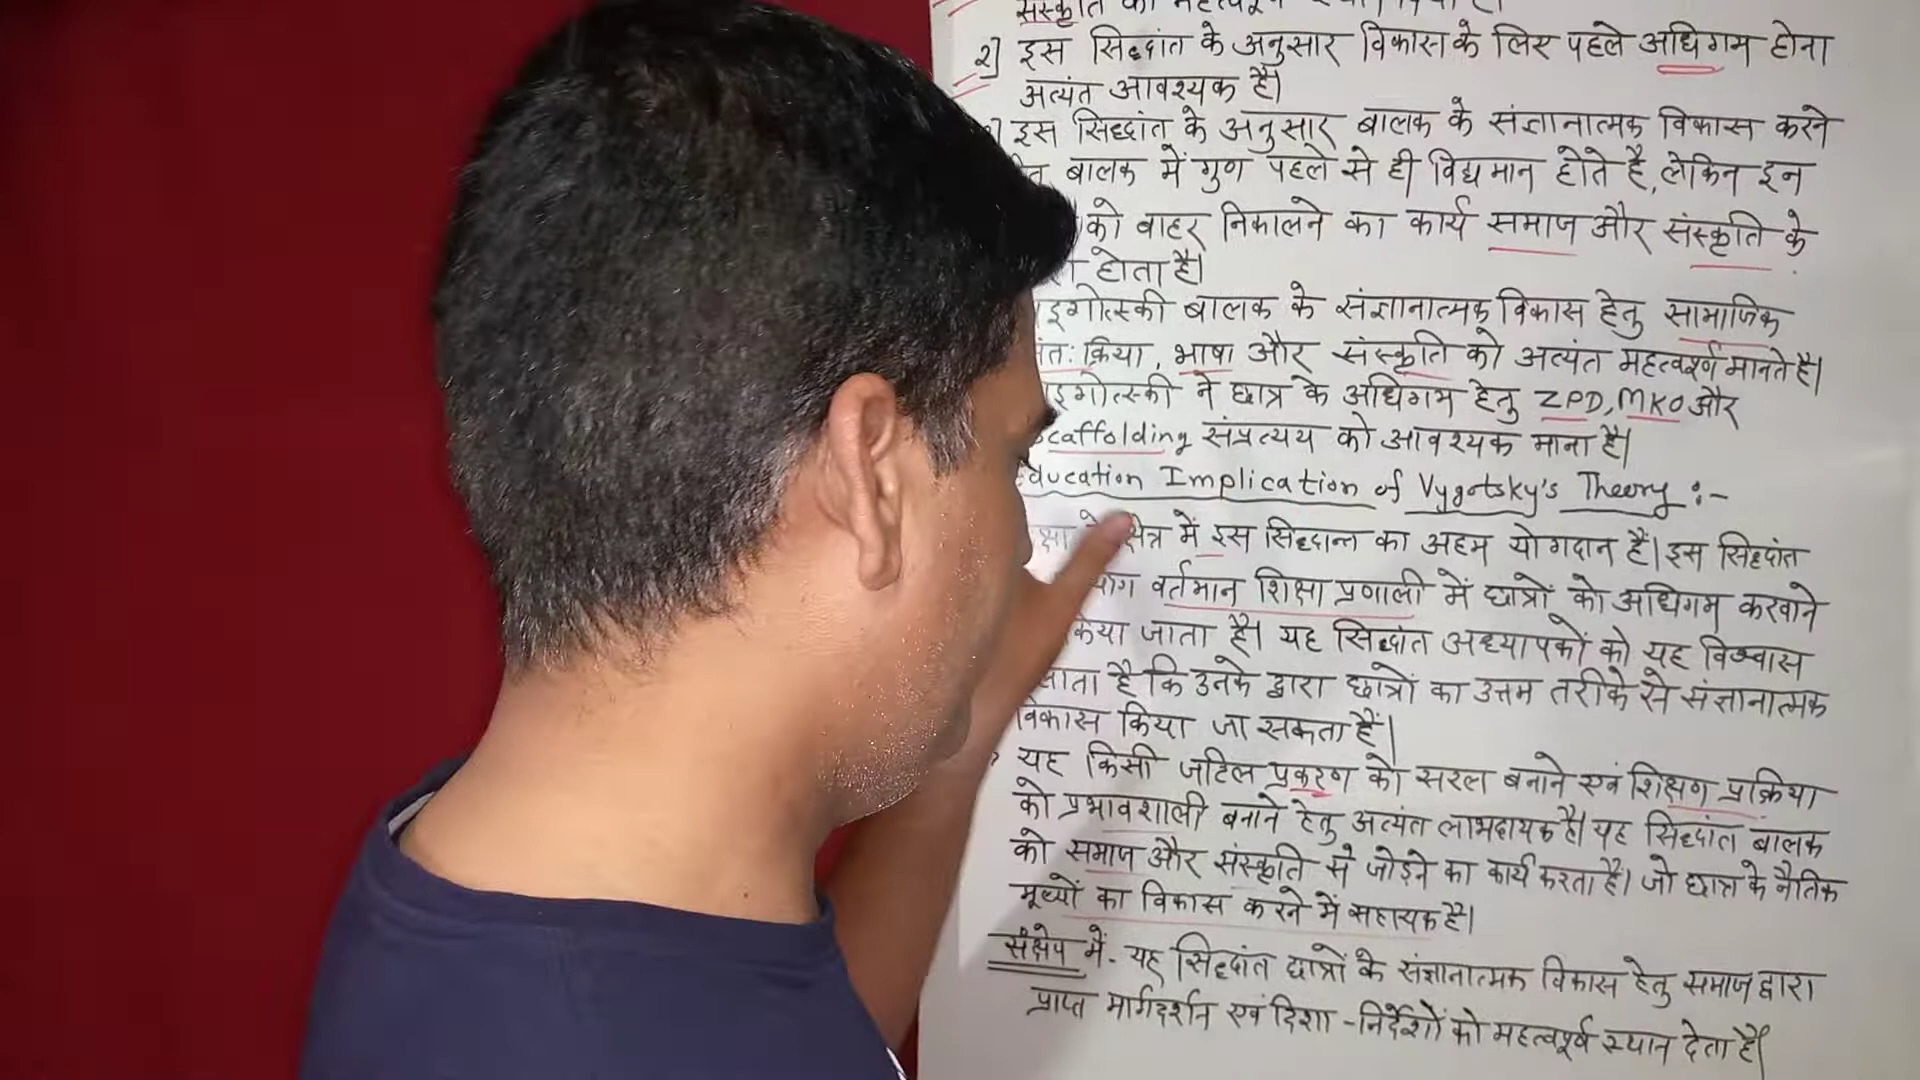 संस्कृति को
2] इस सिद्धांत के अनुसार विकास के लिए पहले अधिगम होना
अत्यंत आवश्यक है।
इस सिद्धांत के अनुसार बालक के संज्ञानात्मक विकास करने
बालक में गुण पहले से ही विद्यमान होते है, लेकिन इन
को बाहर निकालने का कार्य समाज और संस्कृति के
होता है।
इगोत्स्की बालक के संज्ञानात्मक विकास हेतु सामाजिक
अंतः क्रिया, भाषा और संस्कृति को अत्यंत महत्वपूर्ण मानते है।
इगोत्स्की ने छात्र के अधिगम हेतु ZPD, MKO और
Scaffolding संप्रत्यय को आवश्यक माना है।
Education Implication of Vygotsky's Theory :-
क्षेत्र में इस सिद्धान्त का अहम योगदान है। इस सिद्दांत
वर्तमान शिक्षा प्रणाली में छात्रों को अधिगम करवाने
किया जाता है। यह सिद्धांत अध्यापकों को यह विश्वास
है कि उनके द्वारा छात्रों का उत्तम तरीके से संज्ञानात्मक
विकास किया जा सकता है।
यह किसी जटिल प्रकरण को सरल बनाने एवं शिक्षण प्रक्रिया
को प्रभावशाली बनाने हेतु अत्यंत लाभदायक है। यह सिद्दांत बालक
को समाज और संस्कृति से जोड़ने का कार्य करता है। जो छात्र के नैतिक
मूल्यों का विकास करने में सहायक है।
संक्षेप में - यह सिद्दांत छात्रों के संज्ञानात्मक विकास हेतु समाज द्वारा
प्राप्त मार्गदर्शन एवं दिशा -निर्देशों को महत्वपूर्ण स्थान देता है।